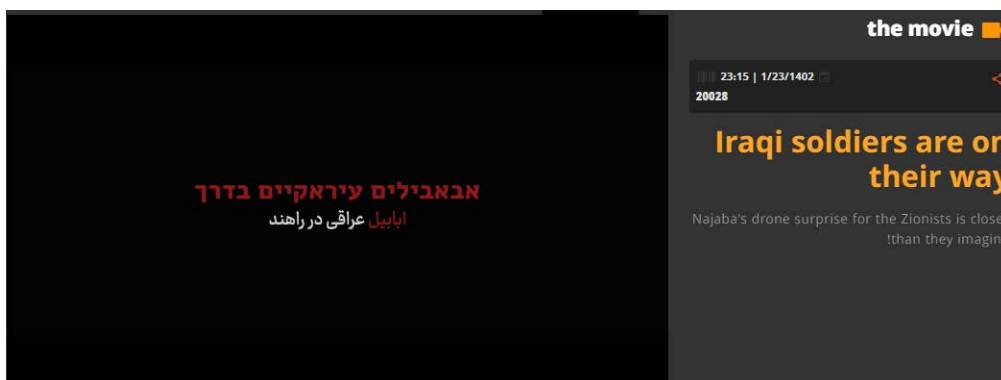 the movie
23:15 | 1/23/1402
20028
Iraqi soldiers are on
their way
Najaba's drone surprise for the Zionists is close
!than they imagin
אבאבילים עיראקיים בדרך
ابابیل عراقی در راهند